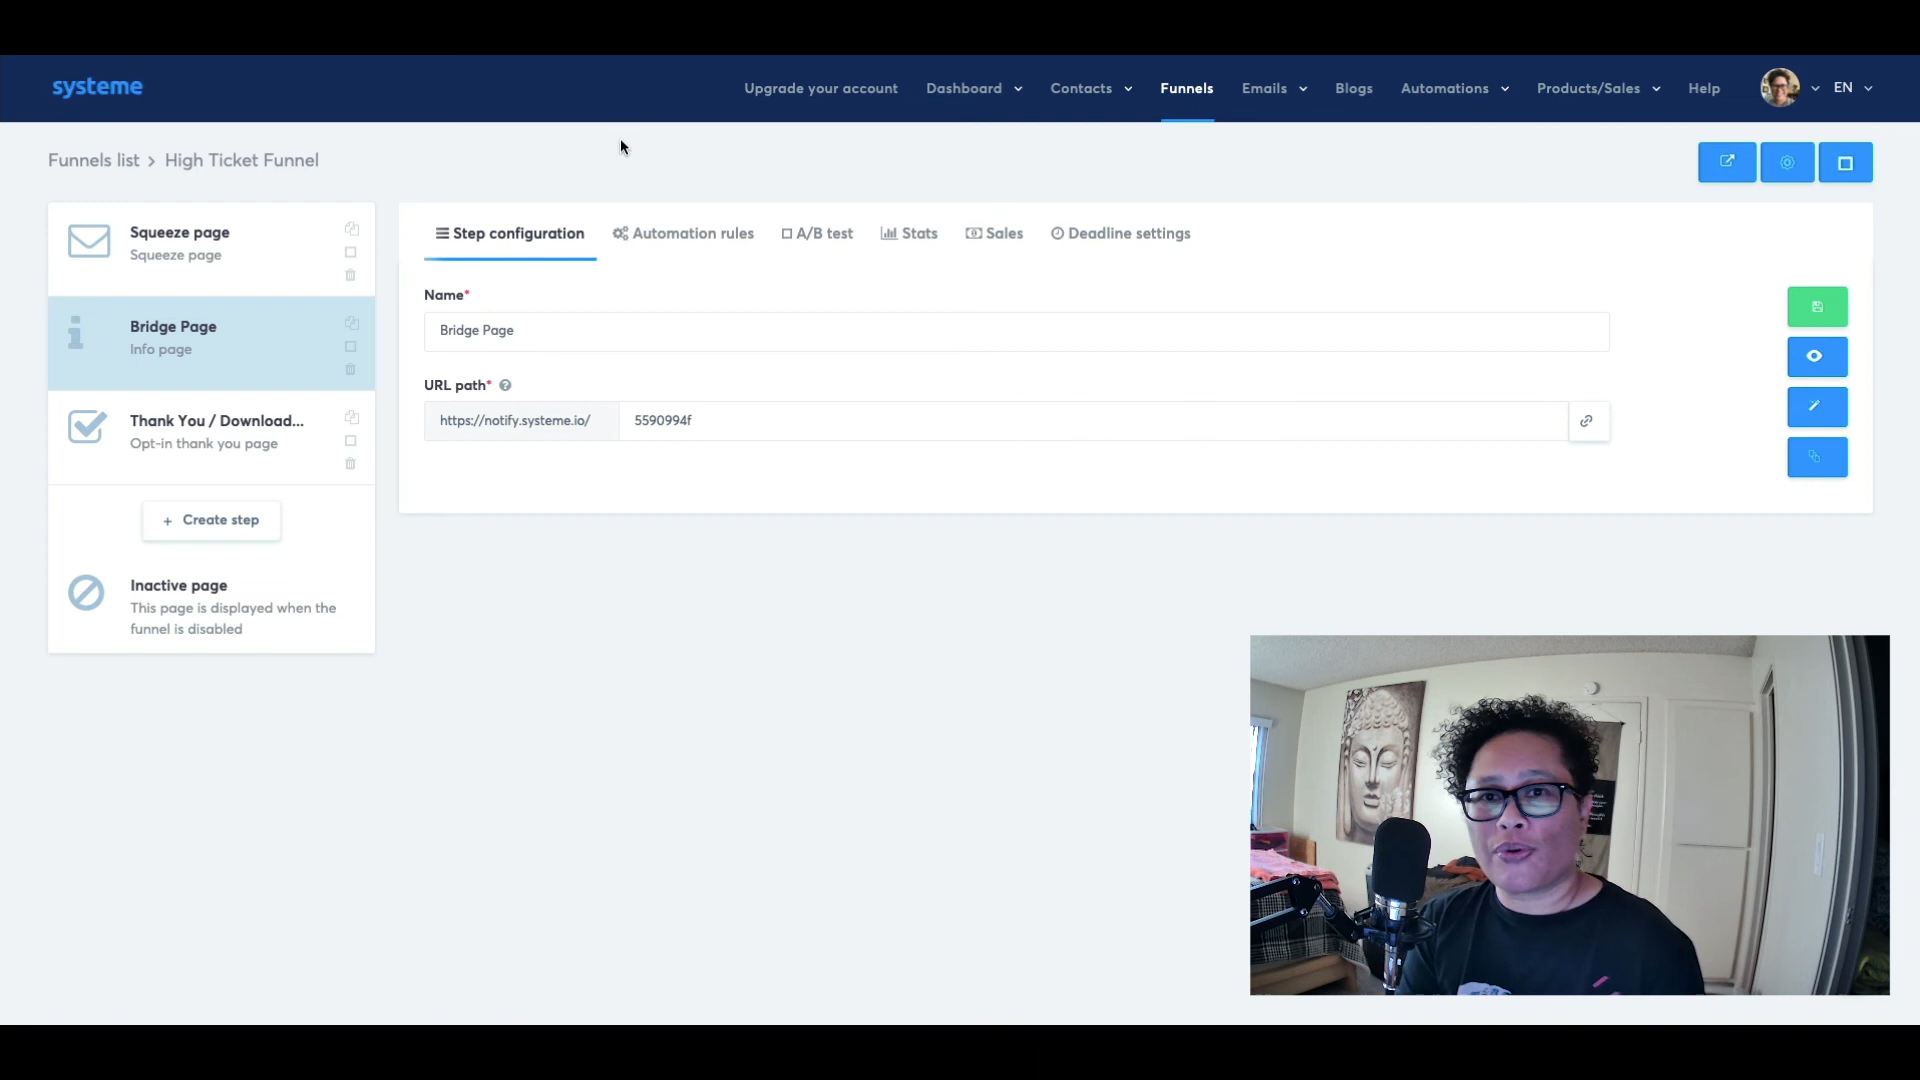 systeme
Upgrade your account Dashboard Contacts Funnels Emails Blogs Automations Products/Sales Help EN
Funnels list > High Ticket Funnel
Squeeze page
Squeeze page
Bridge Page
Info page
Thank You / Download...
Opt-in thank you page
+ Create step
Inactive page
This page is displayed when the
funnel is disabled
Step configuration Automation rules A/B test Stats Sales Deadline settings
Name*
Bridge Page
URL path* ?
https://notify.systeme.io/ 5590994f